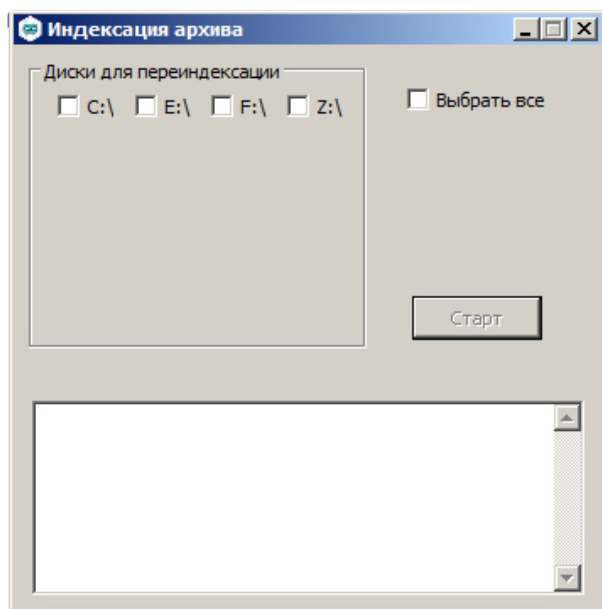 Индексация архива
Диски для переиндексации
C:\ E:\ F:\ Z:\
Выбрать все
Старт